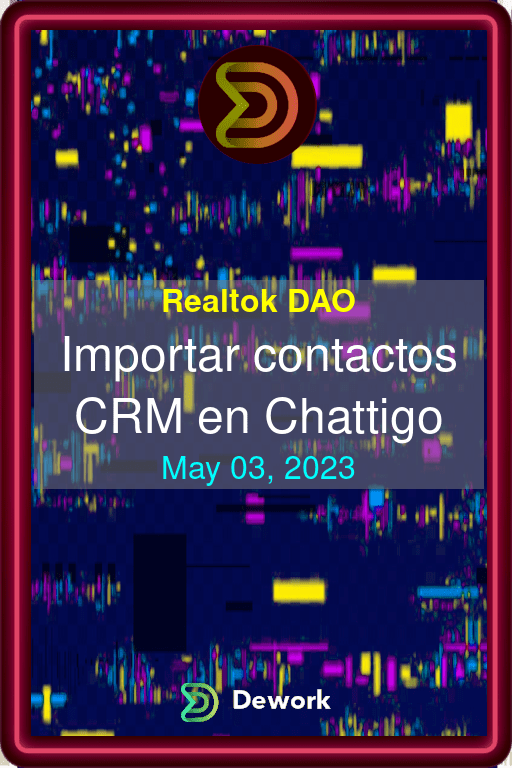 Realtok DAO
Importar contactos
CRM en Chattigo
May 03, 2023
Dework